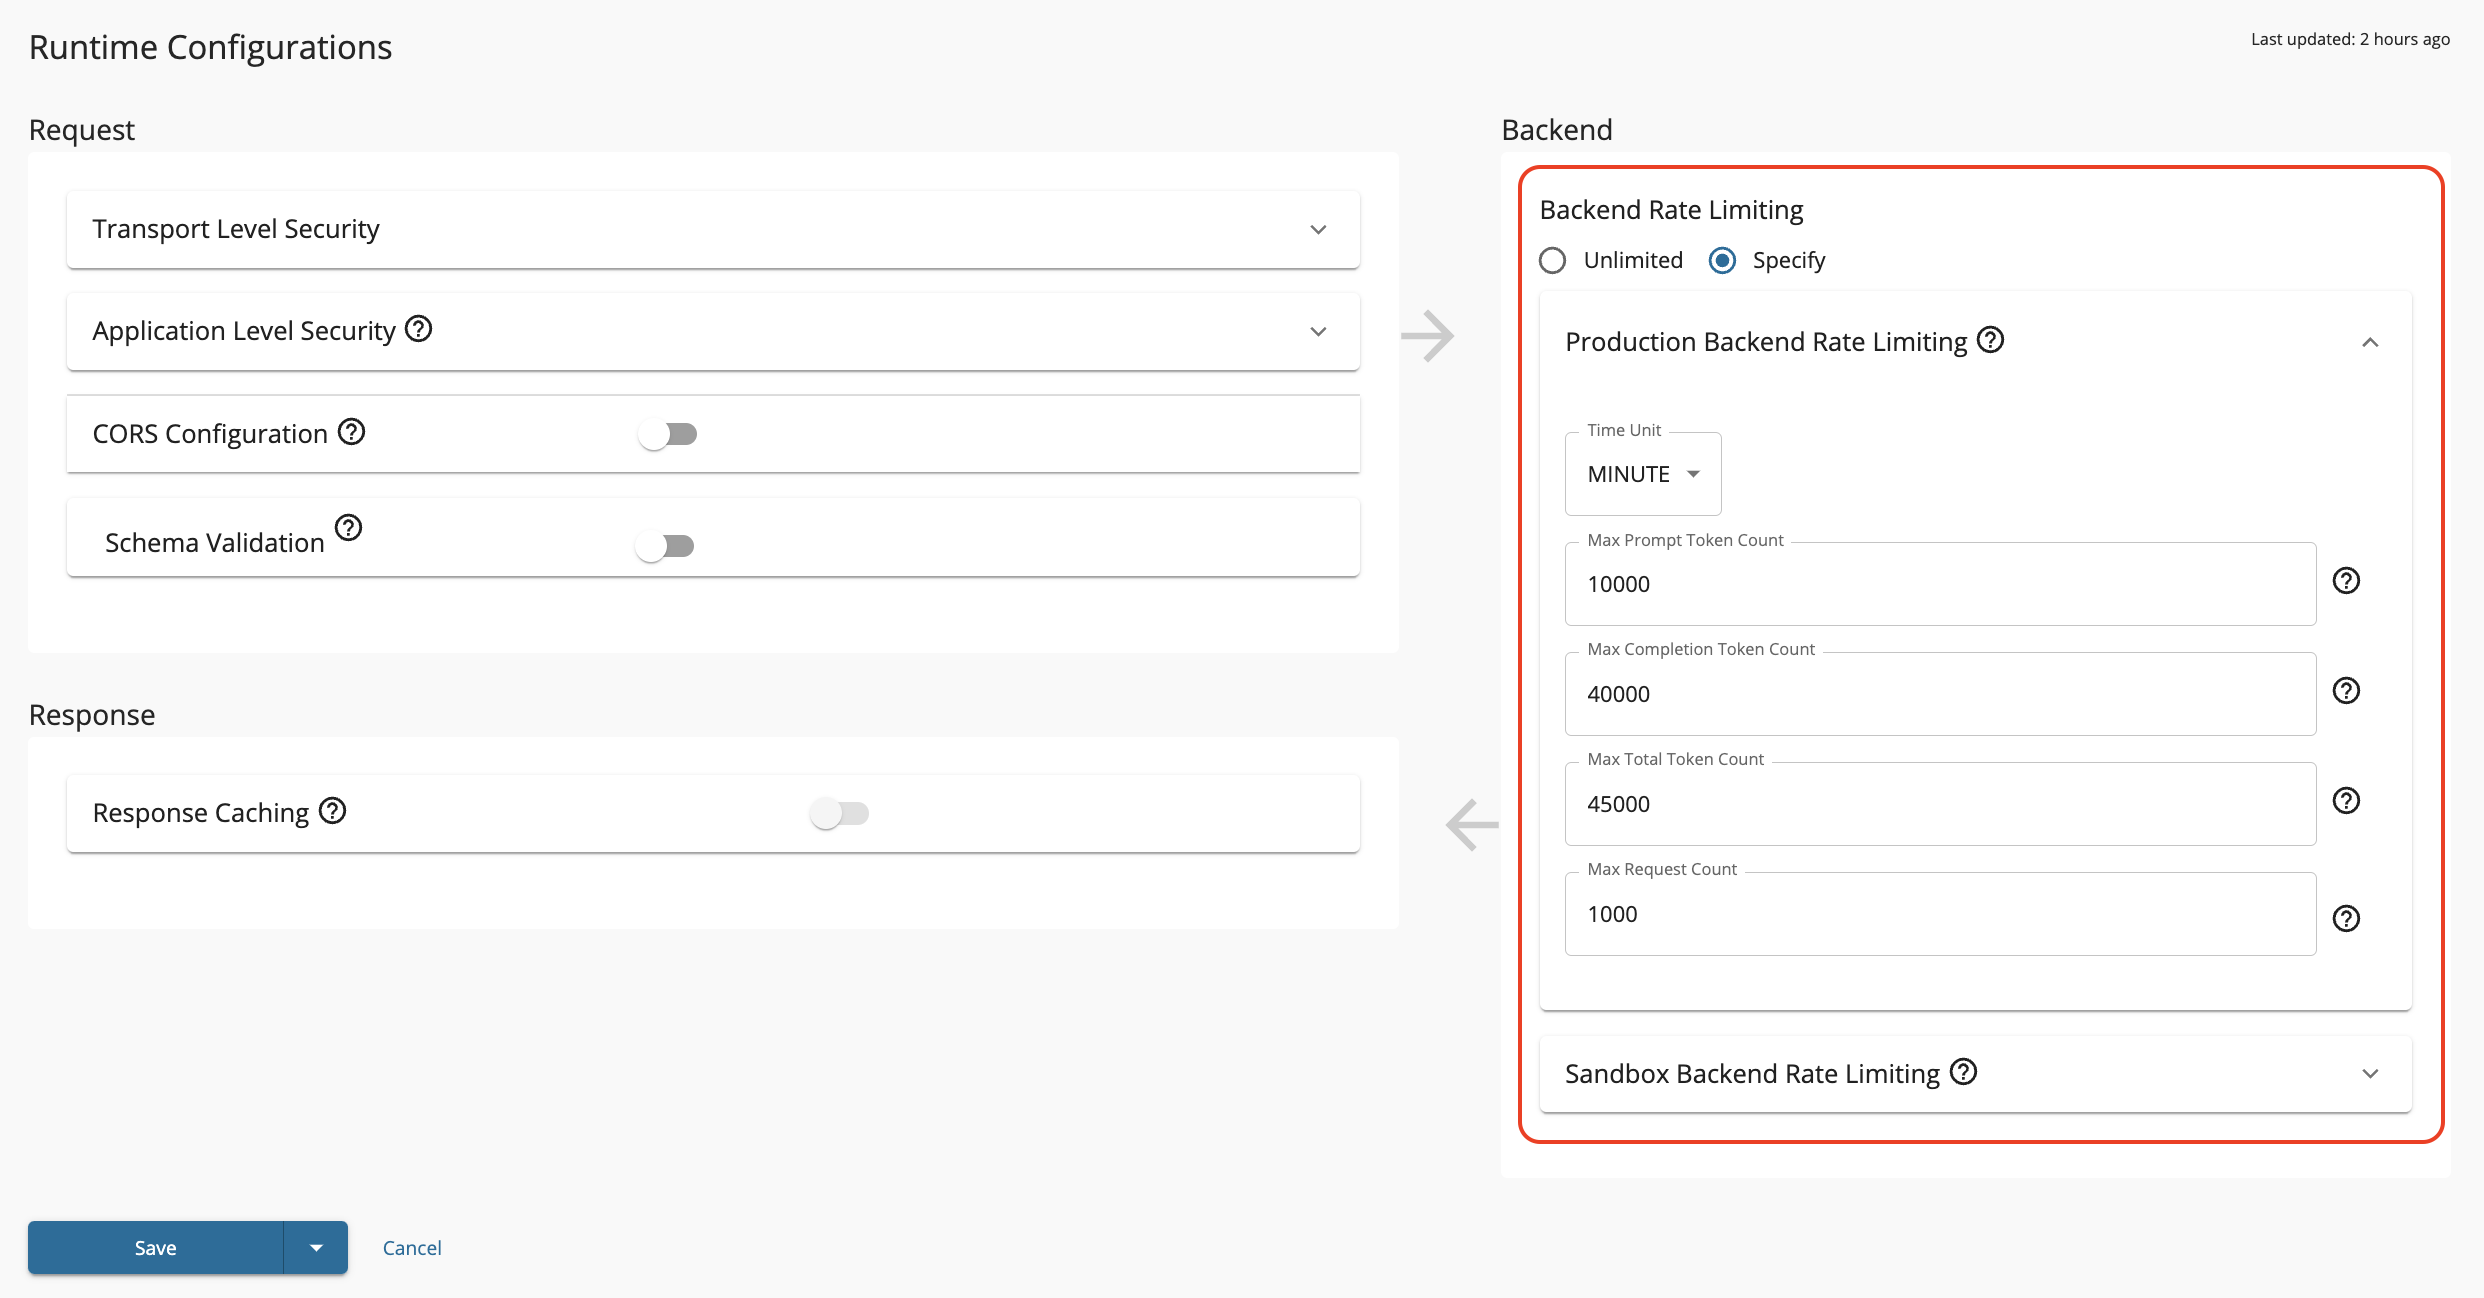 Runtime Configurations
Last updated: 2 hours ago
Request
Transport Level Security
Application Level Security
CORS Configuration
Schema Validation
Response
Response Caching
Backend
Backend Rate Limiting
Unlimited Specify
Production Backend Rate Limiting
Time Unit
MINUTE
Max Prompt Token Count
10000
Max Completion Token Count
40000
Max Total Token Count
45000
Max Request Count
1000
Sandbox Backend Rate Limiting
Save Cancel